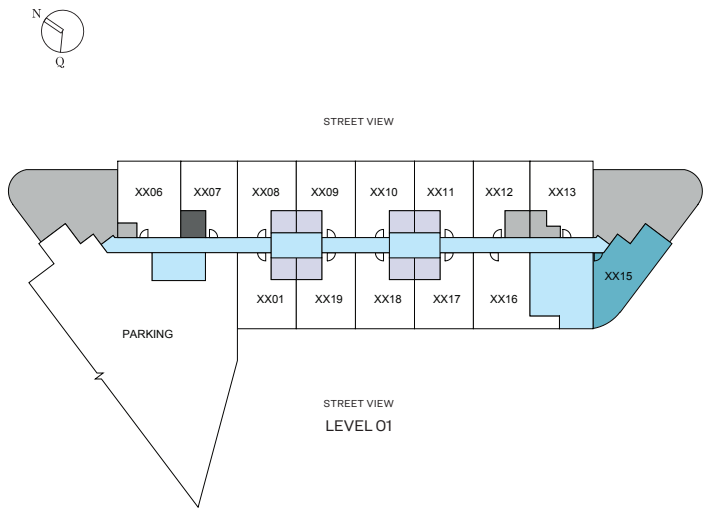 N
Q
STREET VIEW
XX06 XX07 XX08 XX09 XX10 XX11 XX12 XX13
XX15
XX01 XX19 XX18 XX17 XX16
PARKING
STREET VIEW
LEVEL 01